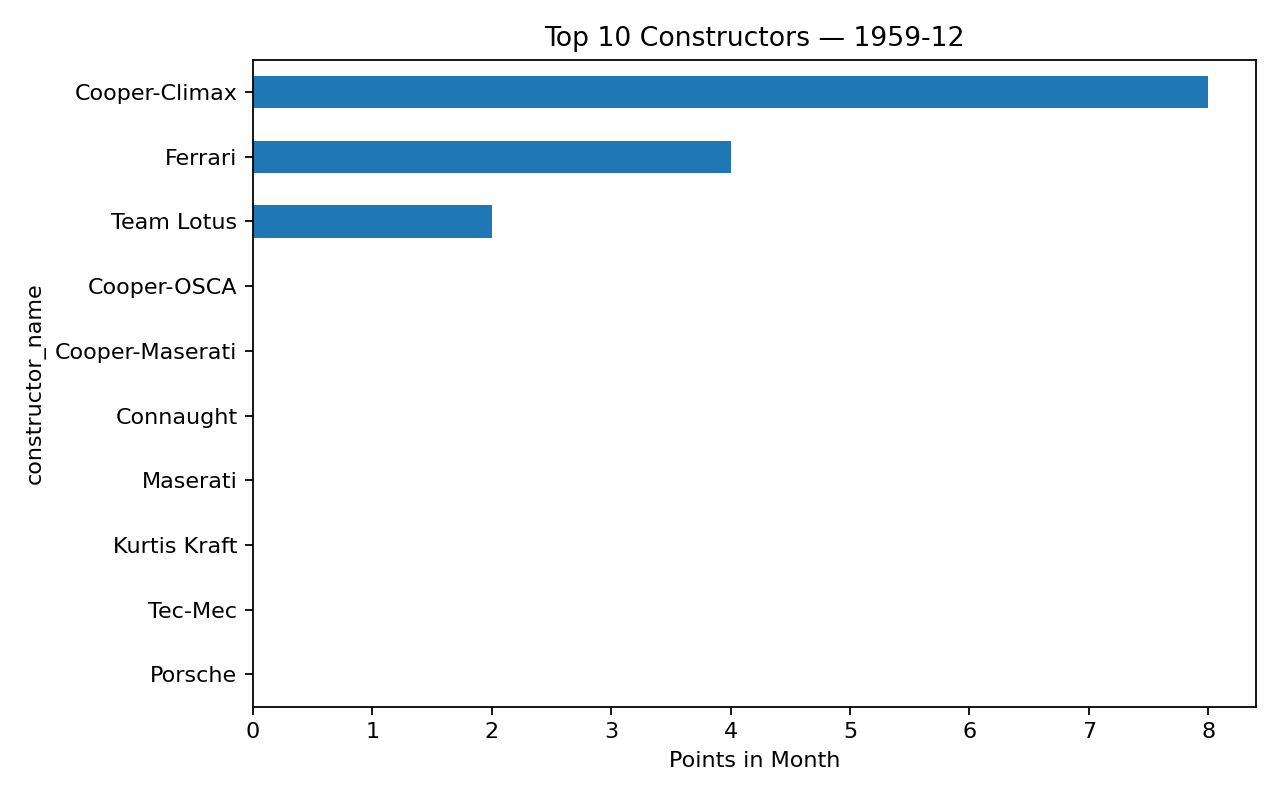 Top 10 Constructors — 1959-12
constructor_name
Cooper-Climax
Ferrari
Team Lotus
Cooper-OSCA
Cooper-Maserati
Connaught
Maserati
Kurtis Kraft
Tec-Mec
Porsche
0 1 2 3 4 5 6 7 8
Points in Month